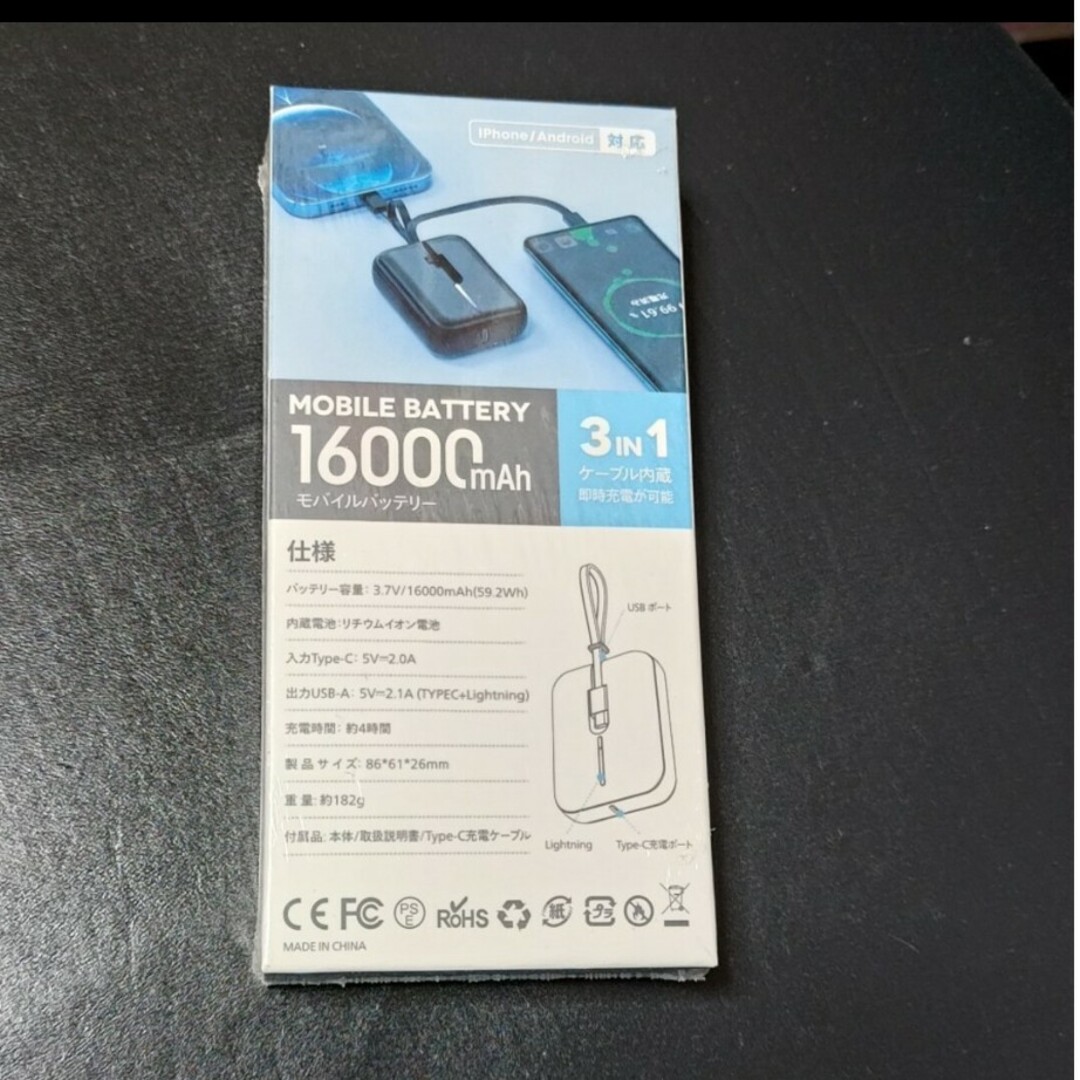 iPhone/Android 対応
MOBILE BATTERY
16000mAh
モバイルバッテリー
3 IN 1
ケーブル内蔵
即時充電が可能
仕様
バッテリー容量: 3.7V/16000mAh(59.2Wh)
内蔵電池:リチウムイオン電池
入力Type-C: 5V=2.0A
出力USB-A: 5V=2.1A (TYPEC+Lightning)
充電時間: 約4時間
製品サイズ: 86*61*26mm
重量: 約182g
付属品: 本体/取扱説明書/Type-C充電ケーブル
USB ポート
Lightning
Type-C充電ポート
CE FC PSE RoHS 紙 プラ
MADE IN CHINA